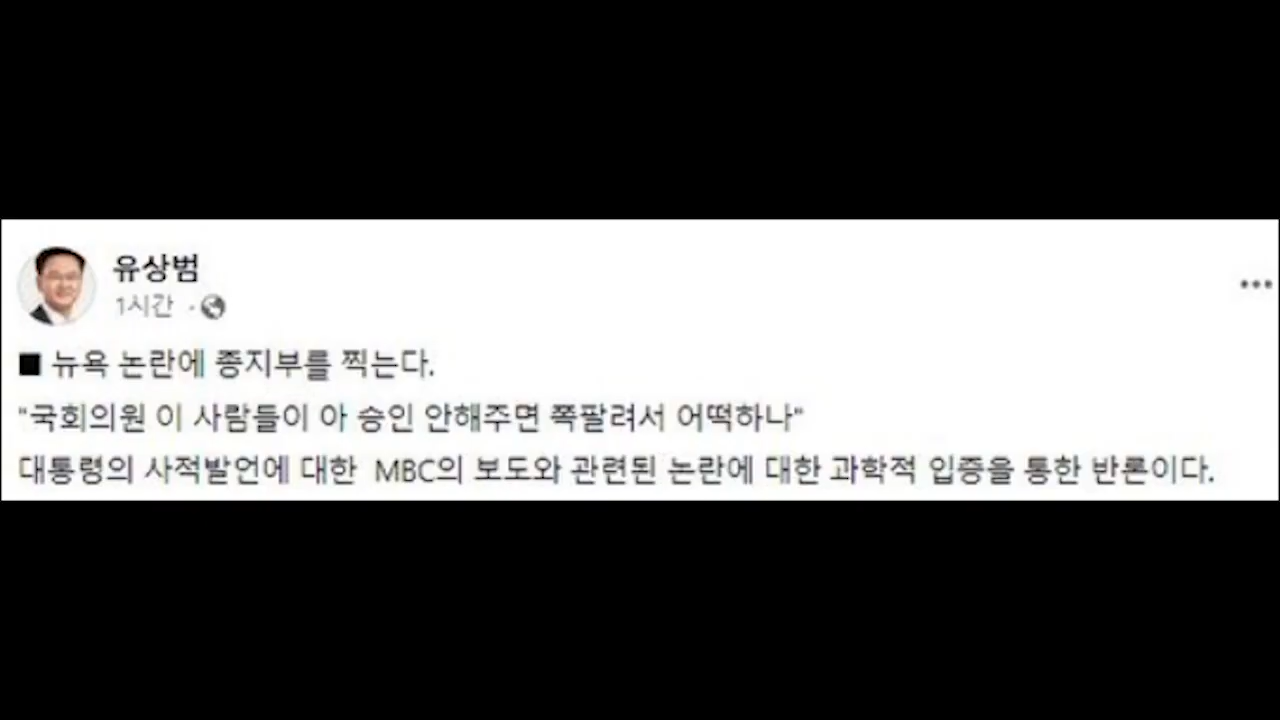 유상범
1시간 ·
■ 뉴욕 논란에 종지부를 찍는다.
"국회의원 이 사람들이 아 승인 안해주면 쪽팔려서 어떡하나"
대통령의 사적발언에 대한 MBC의 보도와 관련된 논란에 대한 과학적 입증을 통한 반론이다.